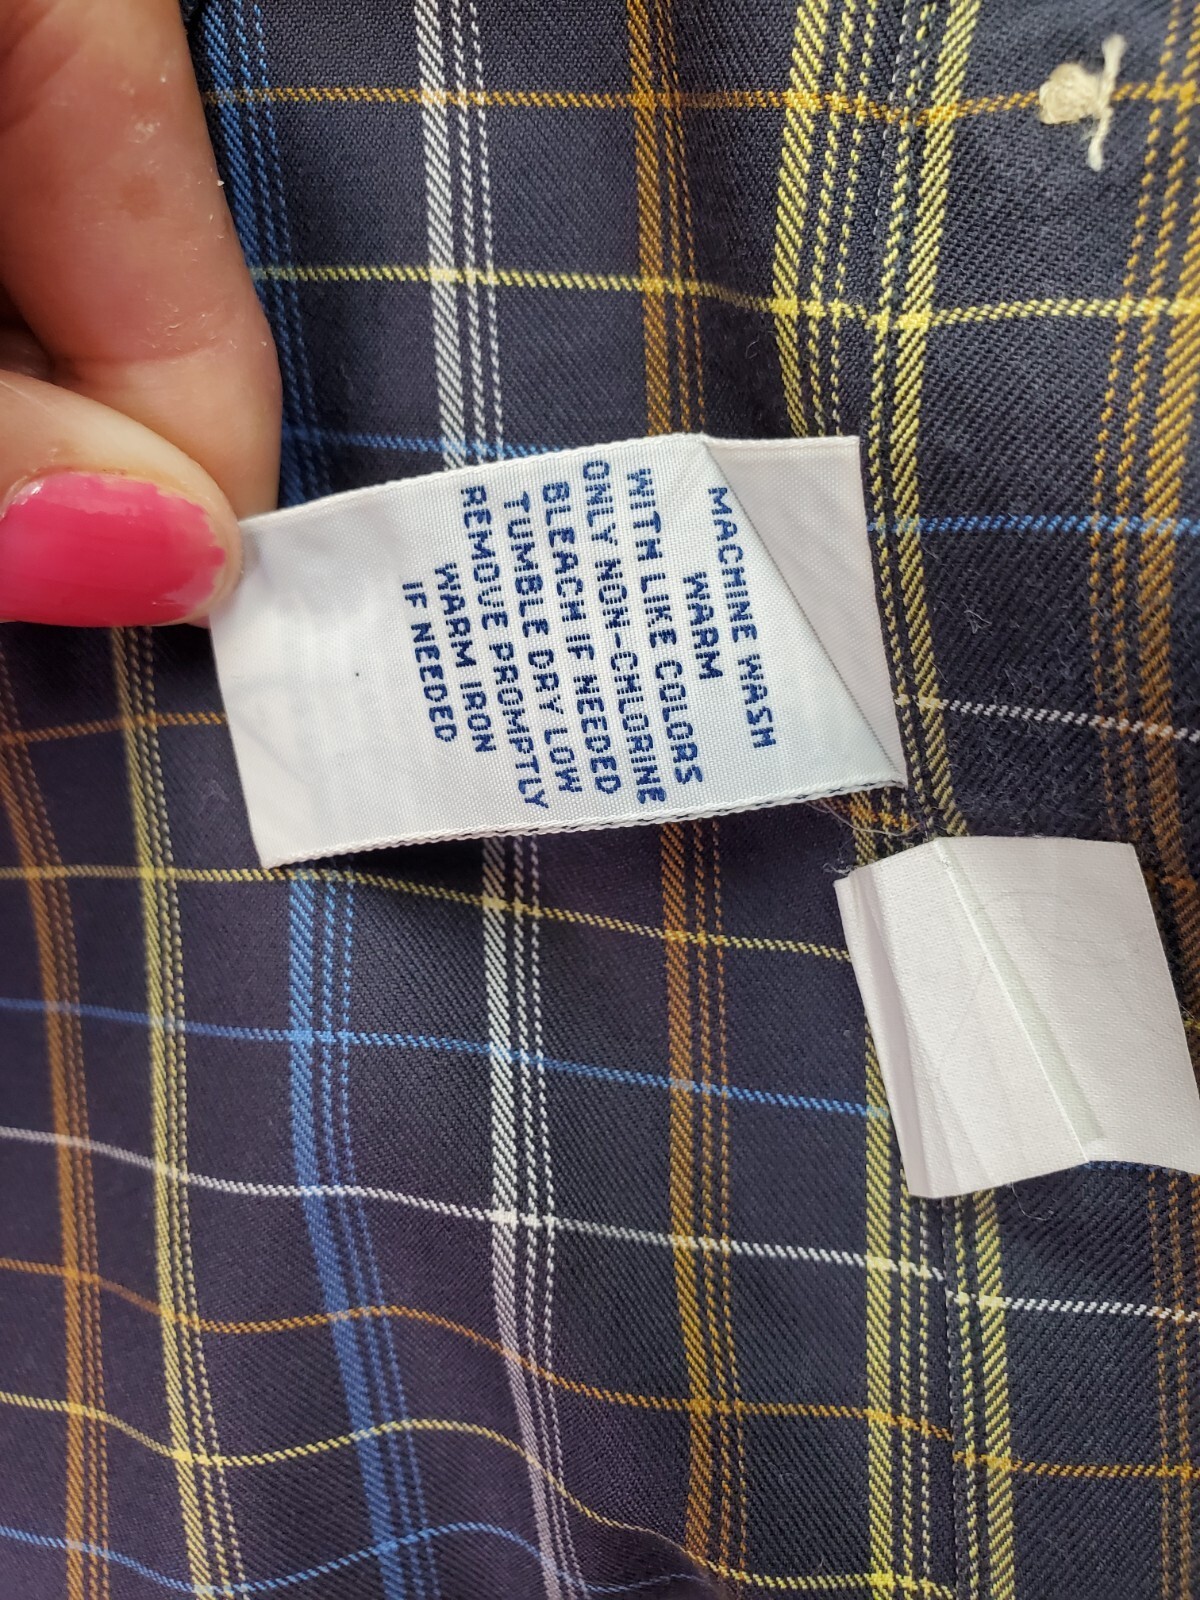 MACHINE WASH
WARM
WITH LIKE COLORS
ONLY NON-CHLORINE
BLEACH IF NEEDED
TUMBLE DRY LOW
REMOVE PROMPTLY
WARM IRON
IF NEEDED